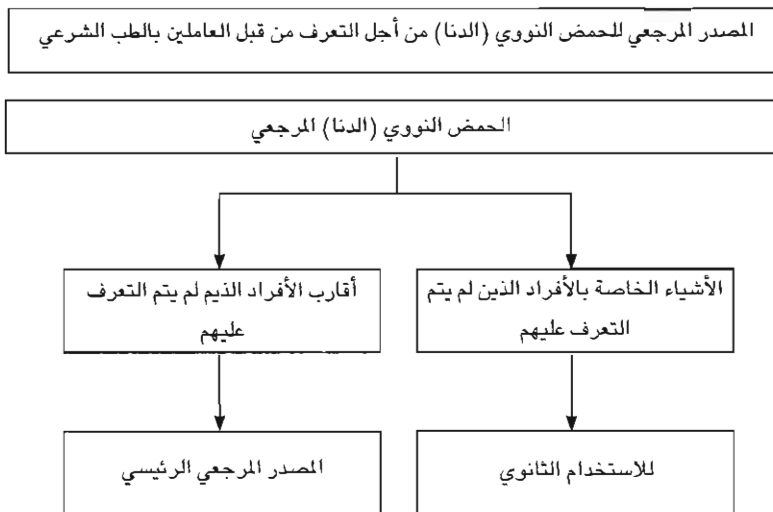 المصدر المرجعي للحمض النووي (الدنا) من أجل التعرف من قبل العاملين بالطب الشرعي
الحمض النووي (الدنا) المرجعي
الأشياء الخاصة بالأفراد الذين لم يتم
التعرف عليهم
أقارب الأفراد الذيم لم يتم التعرف
عليهم
للاستخدام الثانوي
المصدر المرجعي الرئيسي